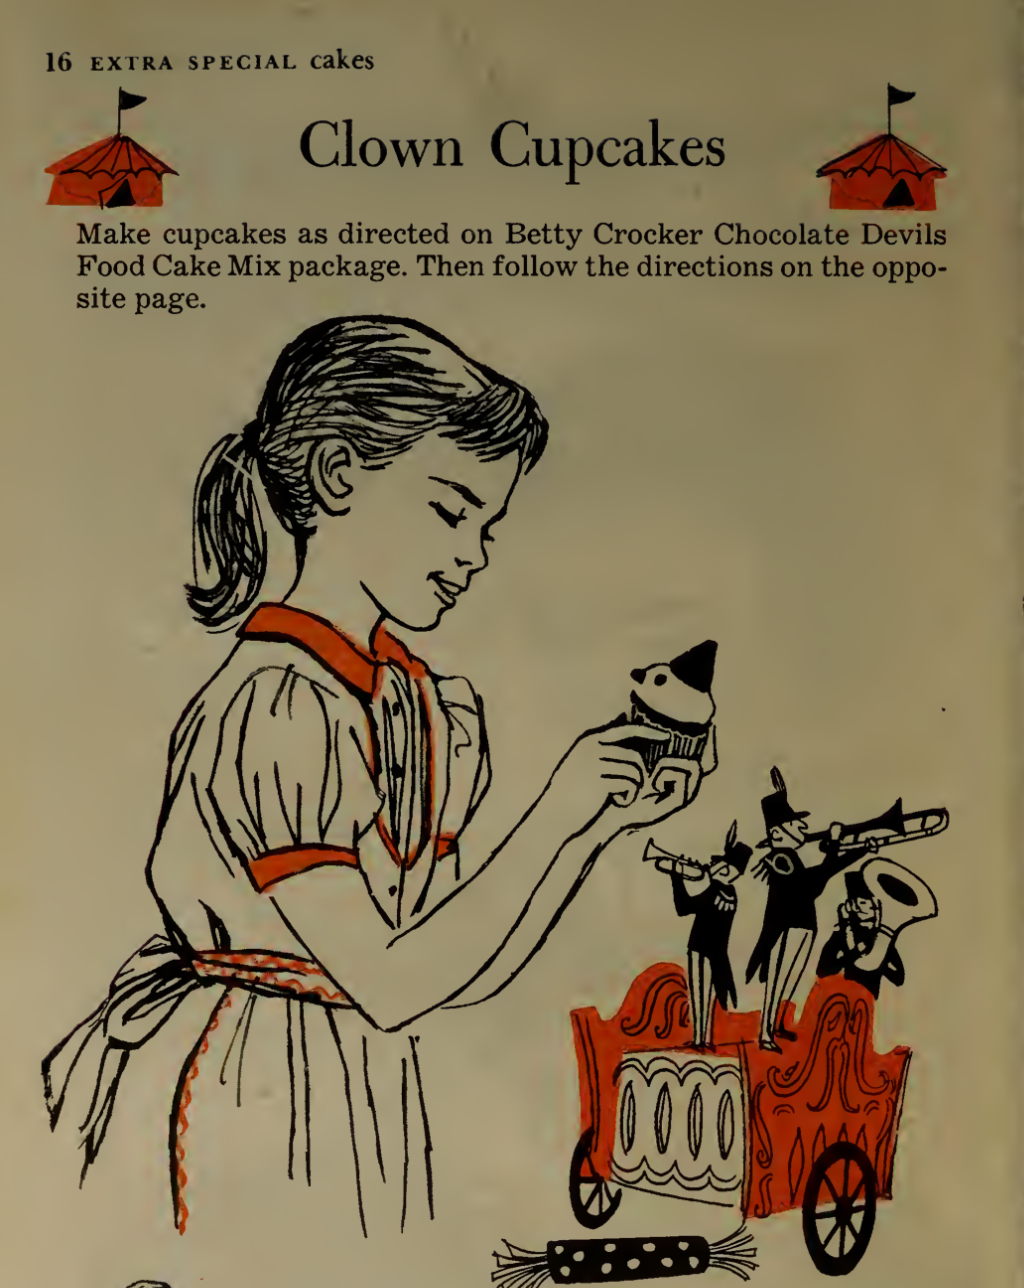 16 EXTRA SPECIAL cakes
Clown Cupcakes
Make cupcakes as directed on Betty Crocker Chocolate Devils
Food Cake Mix package. Then follow the directions on the oppo-
site page.